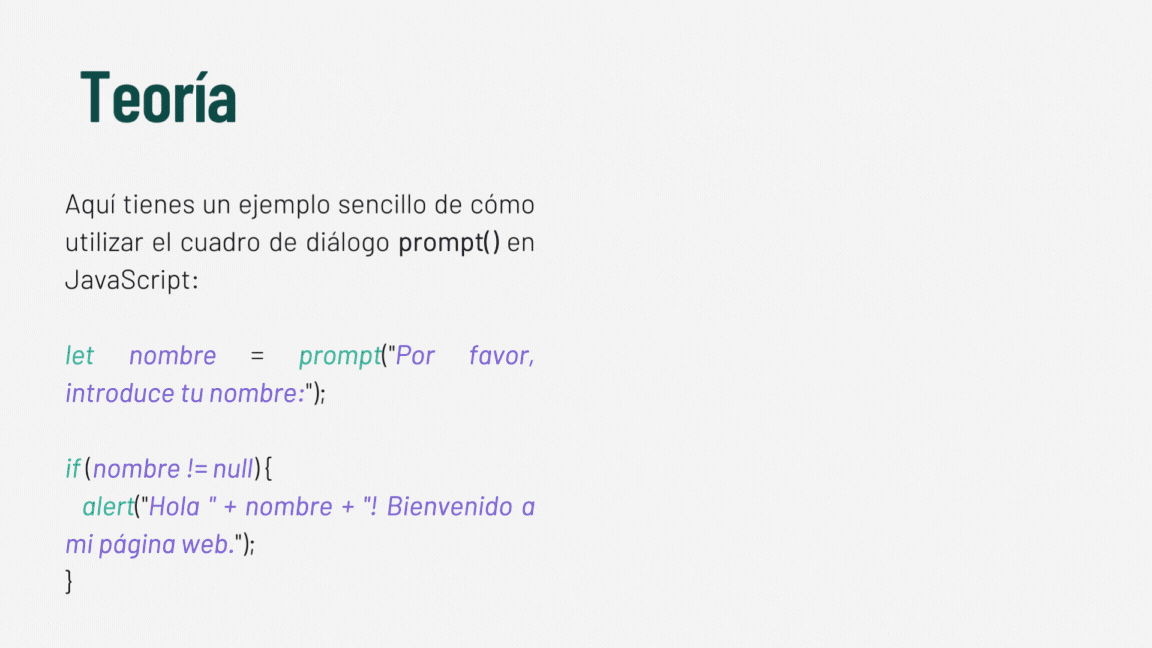 Teoría
Aquí tienes un ejemplo sencillo de cómo
utilizar el cuadro de diálogo prompt() en
JavaScript:
let nombre = prompt("Por favor,
introduce tu nombre:");
if (nombre != null) {
alert("Hola " + nombre + "! Bienvenido a
mi página web.");
}